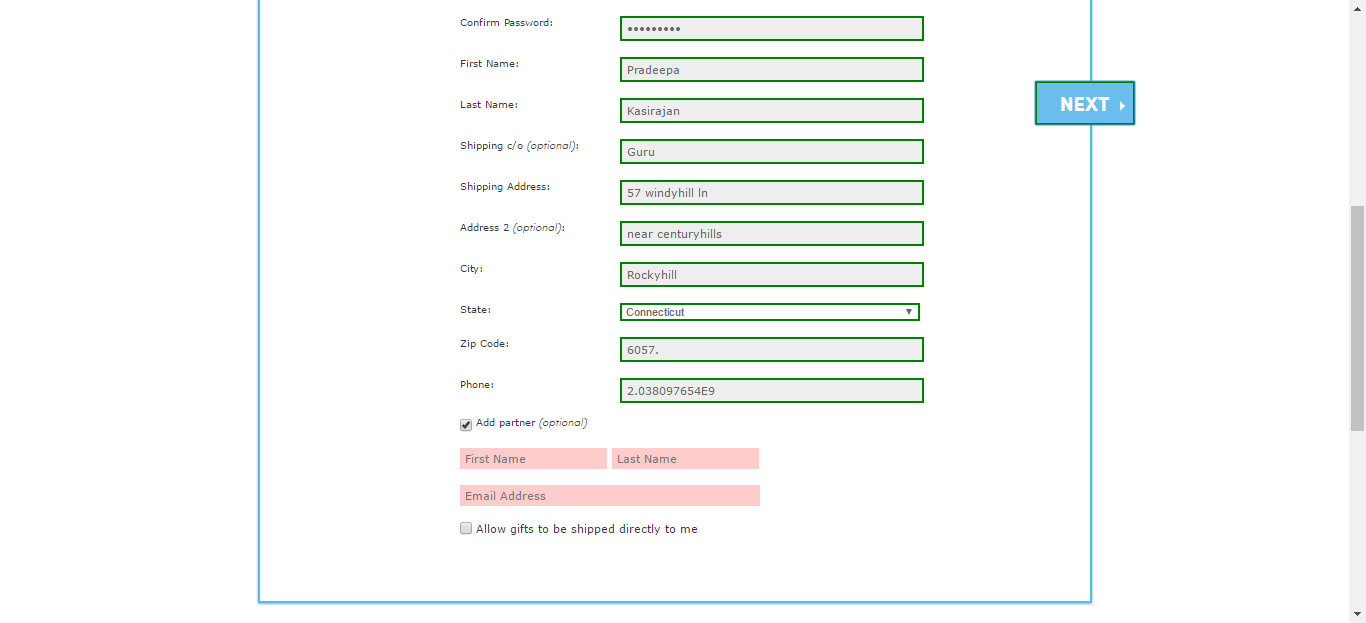 Confirm Password: •••••••••
First Name: Pradeepa
NEXT
Last Name: Kasirajan
Shipping c/o (optional): Guru
Shipping Address: 57 windyhill ln
Address 2 (optional): near centuryhills
City: Rockyhill
State: Connecticut
Zip Code: 6057.
Phone: 2.038097654E9
Add partner (optional)
First Name Last Name
Email Address
Allow gifts to be shipped directly to me